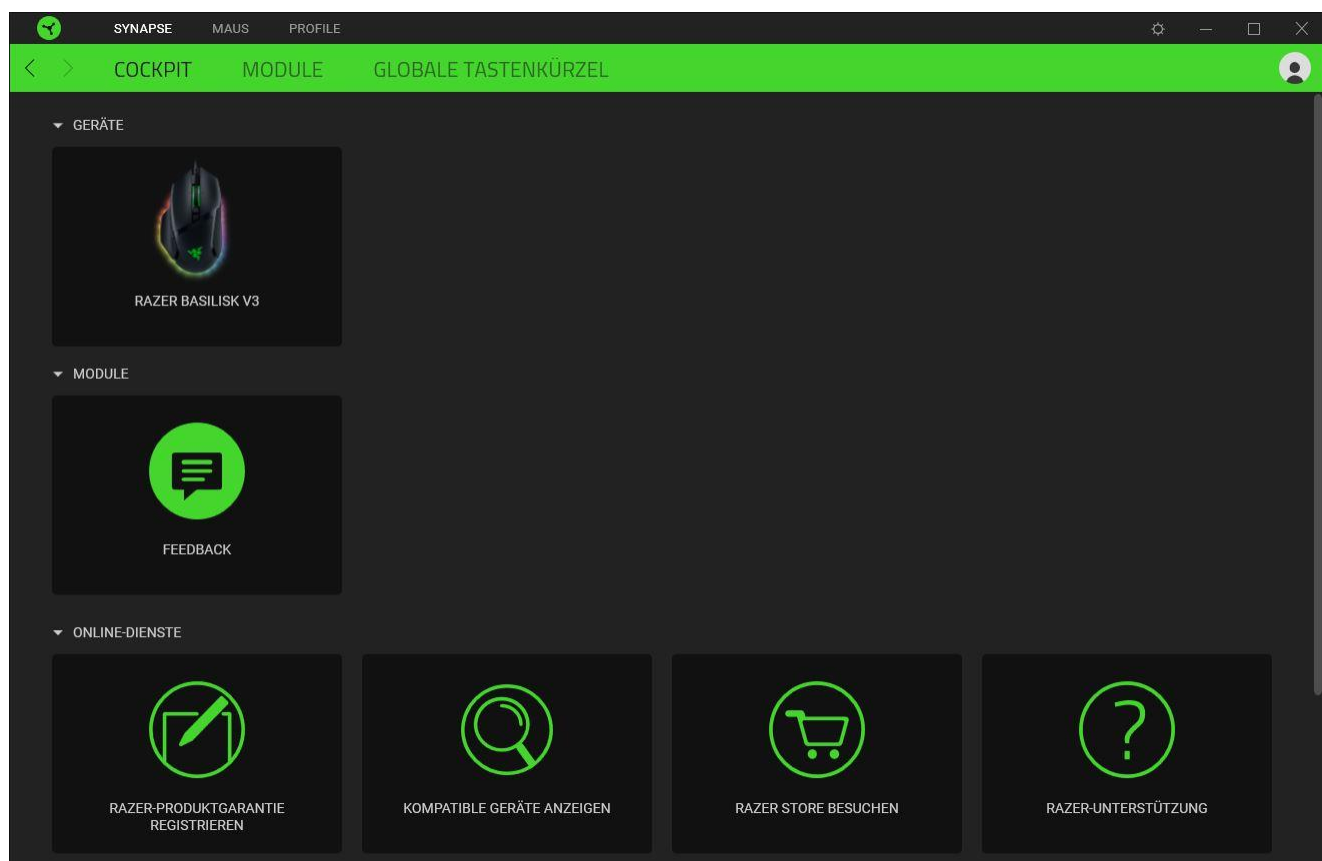 SYNAPSE MAUS PROFILE
COCKPIT MODULE GLOBALE TASTENKÜRZEL
GERÄTE
RAZER BASILISK V3
MODULE
FEEDBACK
ONLINE-DIENSTE
RAZER-PRODUKTGARANTIE
REGISTRIEREN
KOMPATIBLE GERÄTE ANZEIGEN
RAZER STORE BESUCHEN
RAZER-UNTERSTÜTZUNG